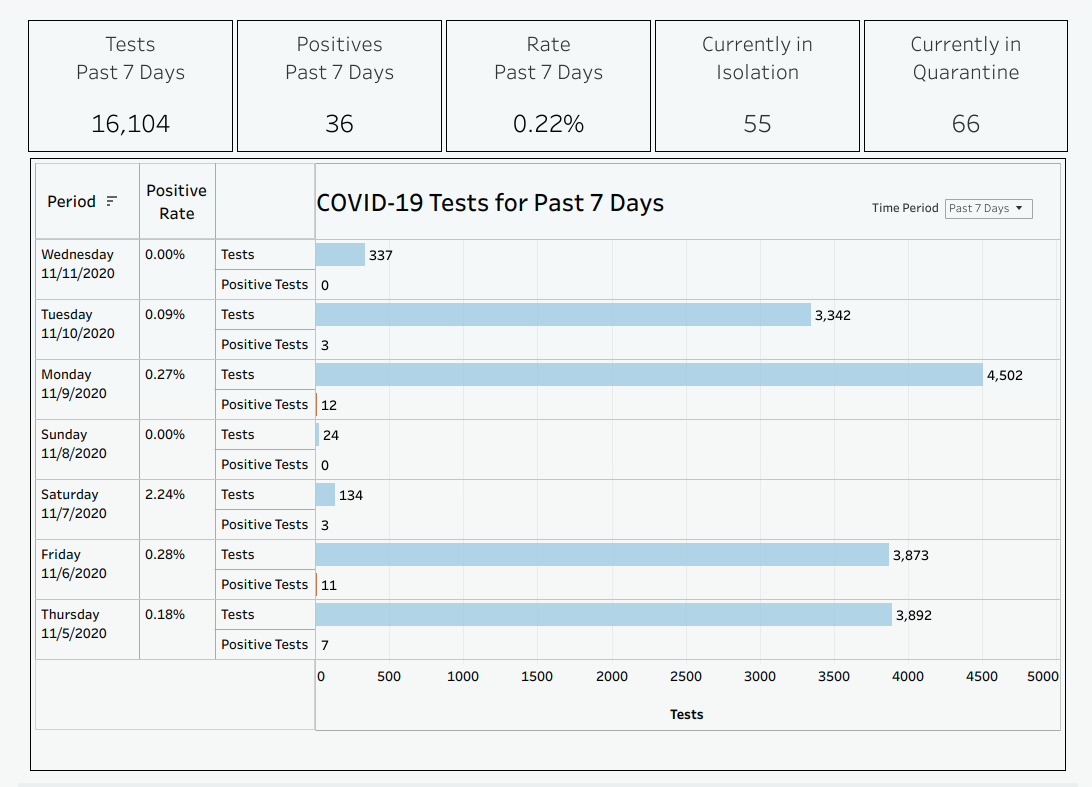 Tests
Past 7 Days
16,104
Positives
Past 7 Days
36
Rate
Past 7 Days
0.22%
Currently in
Isolation
55
Currently in
Quarantine
66
Period
Positive
Rate
COVID-19 Tests for Past 7 Days
Time Period Past 7 Days
Wednesday
11/11/2020
0.00%
Tests 337
Positive Tests 0
Tuesday
11/10/2020
0.09%
Tests 3,342
Positive Tests 3
Monday
11/9/2020
0.27%
Tests 4,502
Positive Tests 12
Sunday
11/8/2020
0.00%
Tests 24
Positive Tests 0
Saturday
11/7/2020
2.24%
Tests 134
Positive Tests 3
Friday
11/6/2020
0.28%
Tests 3,873
Positive Tests 11
Thursday
11/5/2020
0.18%
Tests 3,892
Positive Tests 7
0 500 1000 1500 2000 2500 3000 3500 4000 4500 5000
Tests